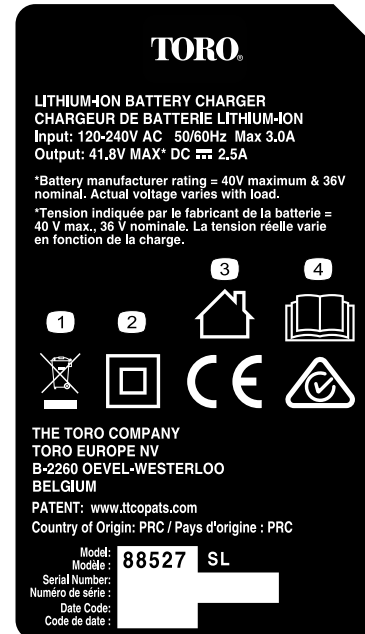 TORO®
LITHIUM-ION BATTERY CHARGER
CHARGEUR DE BATTERIE LITHIUM-ION
Input: 120-240V AC 50/60Hz Max 3.0A
Output: 41.8V MAX* DC ⎓ 2.5A
*Battery manufacturer rating = 40V maximum & 36V
nominal. Actual voltage varies with load.
*Tension indiquée par le fabricant de la batterie =
40 V max., 36 V nominale. La tension réelle varie
en fonction de la charge.
3 4
1 2
CE
THE TORO COMPANY
TORO EUROPE NV
B-2260 OEVEL-WESTERLOO
BELGIUM
PATENT: www.ttcopats.com
Country of Origin: PRC / Pays d'origine : PRC
Model:
Modèle : 88527 SL
Serial Number:
Numéro de série :
Date Code:
Code de date :